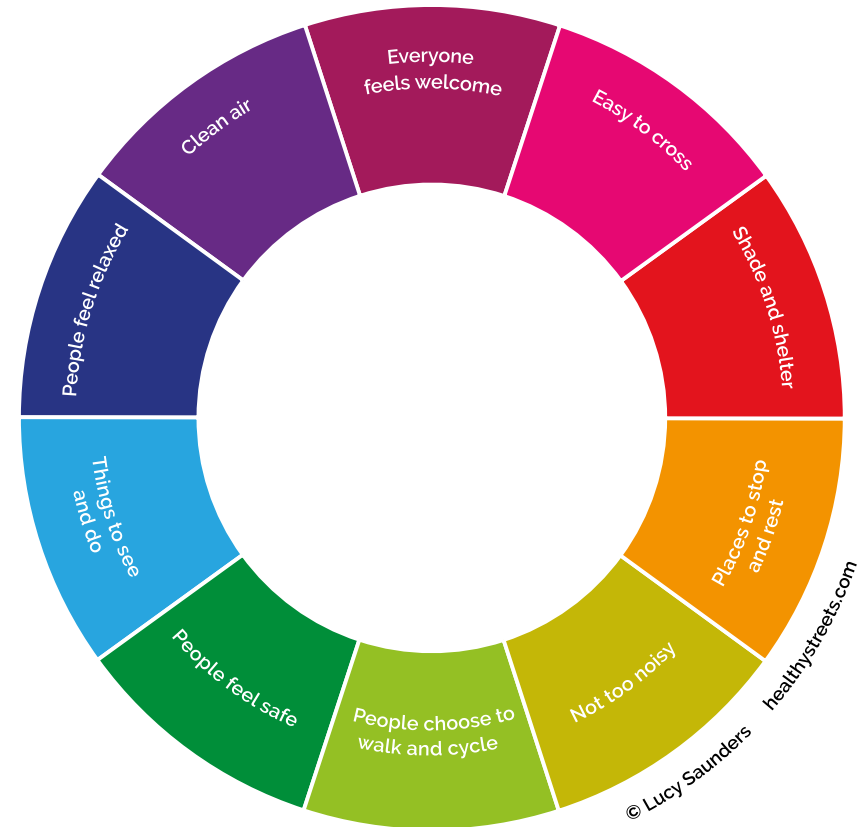 Everyone
feels welcome
Easy to cross
Shade and shelter
Places to stop
and rest
Not too noisy
People choose to
walk and cycle
People feel safe
Things to see
and do
People feel relaxed
Clean air
© Lucy Saunders
healthystreets.com